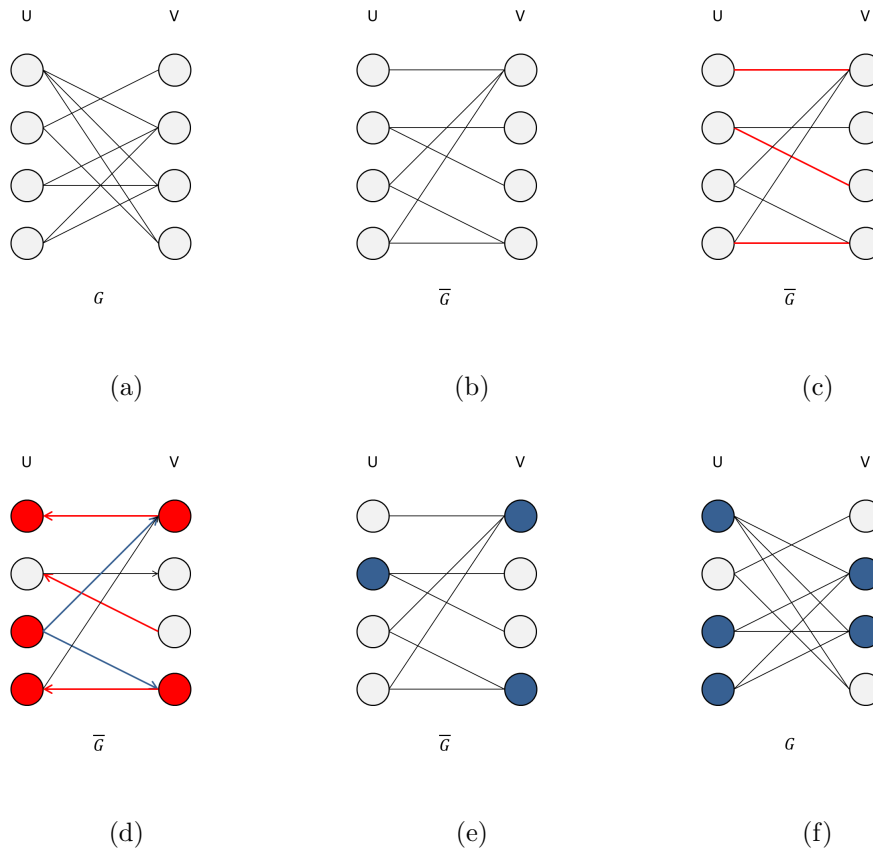 U V U V U V
G G̅ G̅
(a) (b) (c)
U V U V U V
G̅ G̅ G
(d) (e) (f)